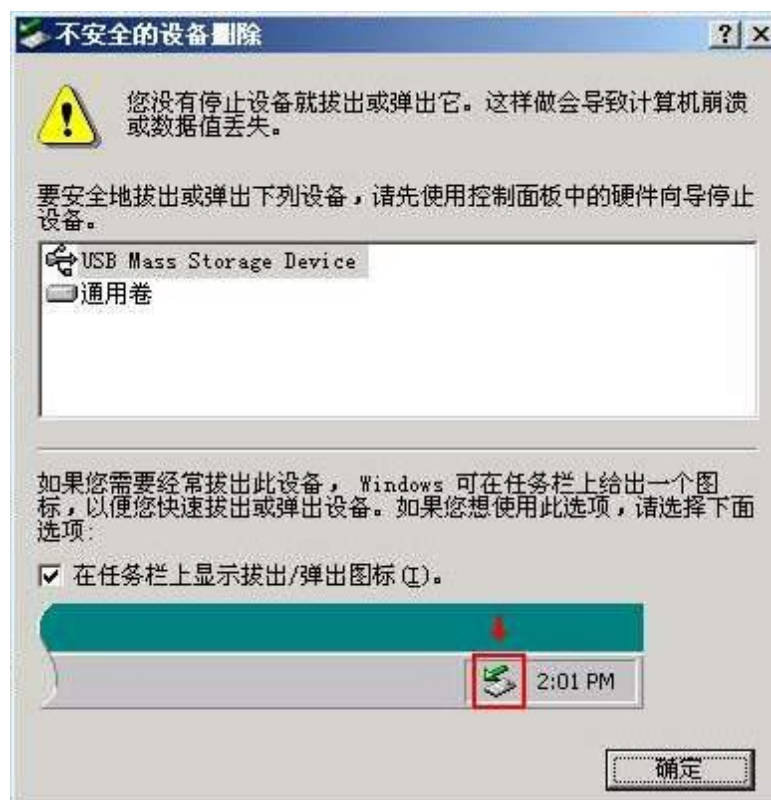 不安全的设备删除
您没有停止设备就拔出或弹出它。这样做会导致计算机崩溃
或数据值丢失。
要安全地拔出或弹出下列设备，请先使用控制面板中的硬件向导停止
设备。
USB Mass Storage Device
通用卷
如果您需要经常拔出此设备， Windows 可在任务栏上给出一个图
标，以便您快速拔出或弹出设备。如果您想使用此选项，请选择下面
选项:
在任务栏上显示拔出/弹出图标(I)。
2:01 PM
确定